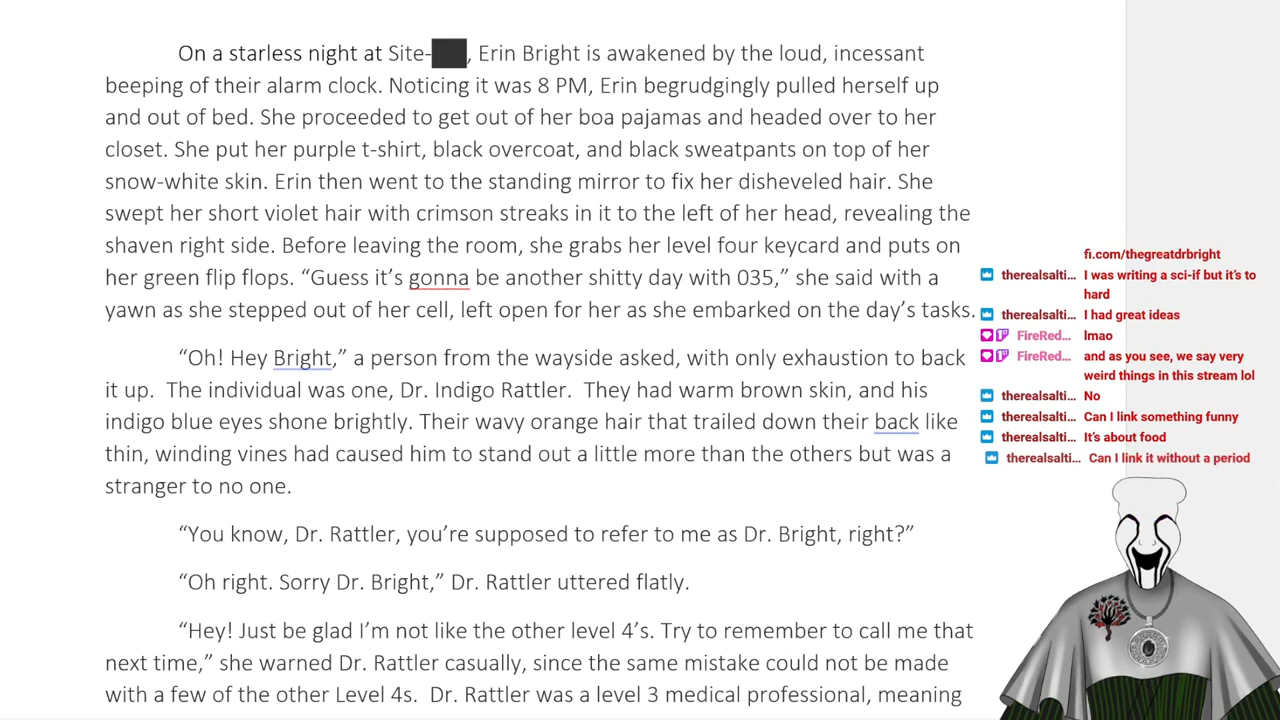 On a starless night at Site-, Erin Bright is awakened by the loud, incessant
beeping of their alarm clock. Noticing it was 8 PM, Erin begrudgingly pulled herself up
and out of bed. She proceeded to get out of her boa pajamas and headed over to her
closet. She put her purple t-shirt, black overcoat, and black sweatpants on top of her
snow-white skin. Erin then went to the standing mirror to fix her disheveled hair. She
swept her short violet hair with crimson streaks in it to the left of her head, revealing the
shaven right side. Before leaving the room, she grabs her level four keycard and puts on
her green flip flops. “Guess it’s gonna be another shitty day with 035,” she said with a
yawn as she stepped out of her cell, left open for her as she embarked on the day’s tasks.
“Oh! Hey Bright,” a person from the wayside asked, with only exhaustion to back
it up.  The individual was one, Dr. Indigo Rattler.  They had warm brown skin, and his
indigo blue eyes shone brightly. Their wavy orange hair that trailed down their back like
thin, winding vines had caused him to stand out a little more than the others but was a
stranger to no one.
“You know, Dr. Rattler, you’re supposed to refer to me as Dr. Bright, right?”
“Oh right. Sorry Dr. Bright,” Dr. Rattler uttered flatly.
“Hey! Just be glad I’m not like the other level 4’s. Try to remember to call me that
next time,” she warned Dr. Rattler casually, since the same mistake could not be made
with a few of the other Level 4s.  Dr. Rattler was a level 3 medical professional, meaning
fi.com/thegreatdrbright
therealsalti... I was writing a sci-if but it’s to
hard
therealsalti... I had great ideas
FireRed... lmao
FireRed... and as you see, we say very
weird things in this stream lol
therealsalti... No
therealsalti... Can I link something funny
therealsalti... It’s about food
therealsalti... Can I link it without a period